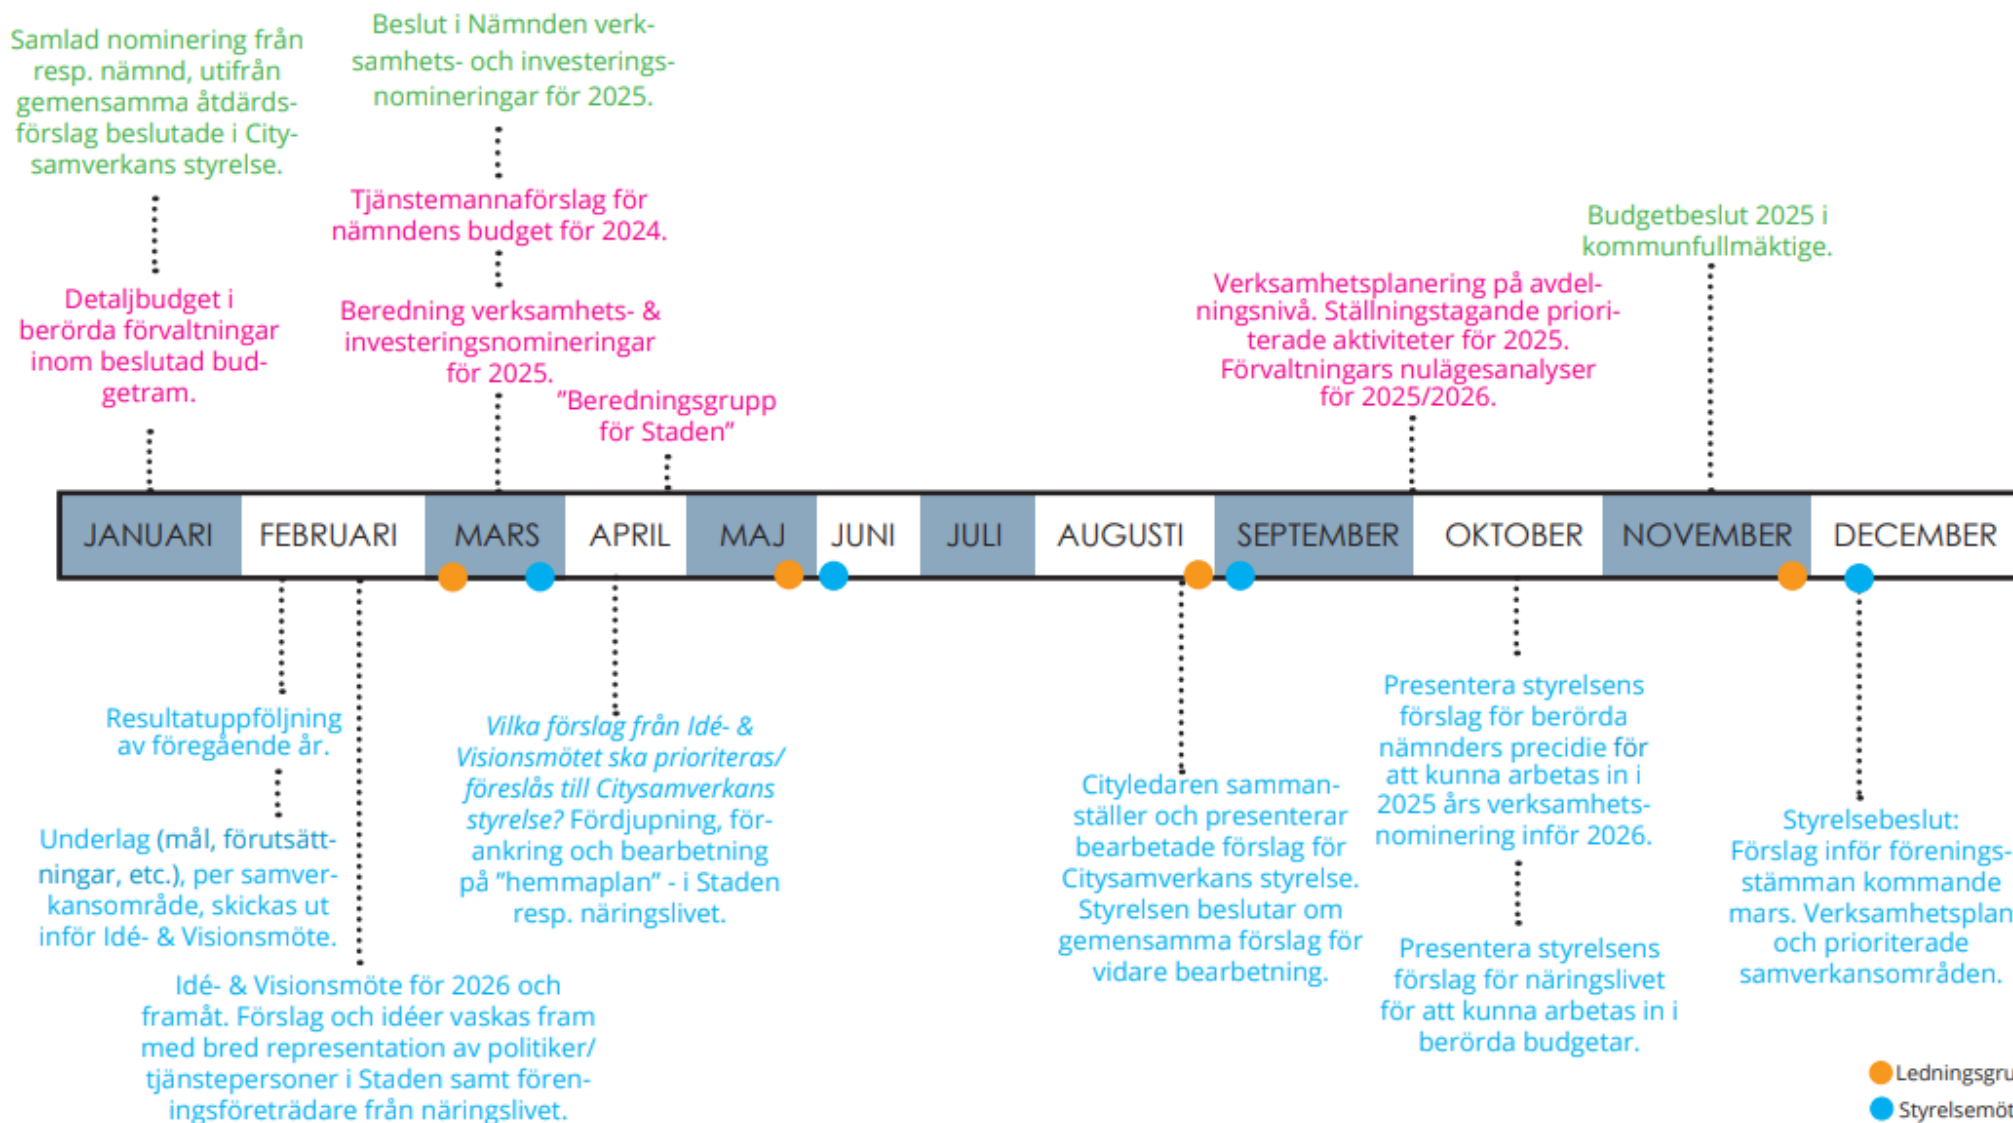 Samlad nominering från
resp. nämnd, utifrån
gemensamma åtdärds-
förslag beslutade i City-
samverkans styrelse.
Beslut i Nämnden verk-
samhets- och investerings-
nomineringar för 2025.
Tjänstemannaförslag för
nämndens budget för 2024.
Detaljbudget i
berörda förvaltningar
inom beslutad bud-
getram.
Beredning verksamhets- &
investeringsnomineringar
för 2025.
"Beredningsgrupp
för Staden"
Budgetbeslut 2025 i
kommunfullmäktige.
Verksamhetsplanering på avdel-
ningsnivå. Ställningstagande priori-
terade aktiviteter för 2025.
Förvaltningars nulägesanalyser
för 2025/2026.
JANUARI FEBRUARI MARS APRIL MAJ JUNI JULI AUGUSTI SEPTEMBER OKTOBER NOVEMBER DECEMBER
Resultatuppföljning
av föregående år.
Underlag (mål, förutsätt-
ningar, etc.), per samver-
kansområde, skickas ut
inför Idé- & Visionsmöte.
Idé- & Visionsmöte för 2026 och
framåt. Förslag och idéer vaskas fram
med bred representation av politiker/
tjänstepersoner i Staden samt fören-
ingsföreträdare från näringslivet.
Vilka förslag från Idé- &
Visionsmötet ska prioriteras/
föreslås till Citysamverkans
styrelse? Fördjupning, för-
ankring och bearbetning
på "hemmaplan" - i Staden
resp. näringslivet.
Cityledaren samman-
ställer och presenterar
bearbetade förslag för
Citysamverkans styrelse.
Styrelsen beslutar om
gemensamma förslag för
vidare bearbetning.
Presentera styrelsens
förslag för berörda
nämnders precidie för
att kunna arbetas in i
2025 års verksamhets-
nominering inför 2026.
Presentera styrelsens
förslag för näringslivet
för att kunna arbetas in i
berörda budgetar.
Styrelsebeslut:
Förslag inför förenings-
stämman kommande
mars. Verksamhetsplan
och prioriterade
samverkansområden.
Ledningsgru
Styrelsemöt